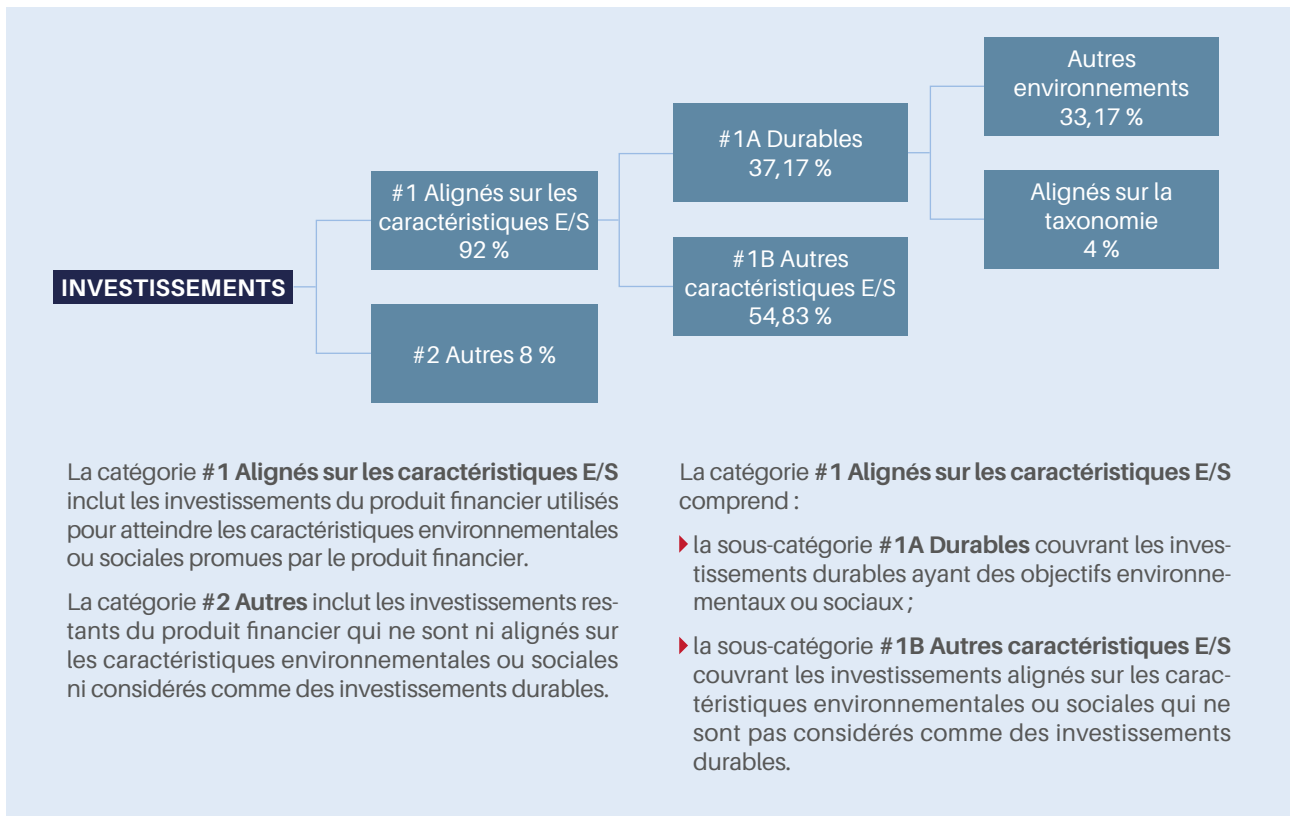 INVESTISSEMENTS
#1 Alignés sur les
caractéristiques E/S
92 %
#2 Autres 8 %
#1A Durables
37,17 %
#1B Autres
caractéristiques E/S
54,83 %
Autres
environnements
33,17 %
Alignés sur la
taxonomie
4 %
La catégorie #1 Alignés sur les caractéristiques E/S
inclut les investissements du produit financier utilisés
pour atteindre les caractéristiques environnementales
ou sociales promues par le produit financier.
La catégorie #2 Autres inclut les investissements res-
tants du produit financier qui ne sont ni alignés sur
les caractéristiques environnementales ou sociales
ni considérés comme des investissements durables.
La catégorie #1 Alignés sur les caractéristiques E/S
comprend :
la sous-catégorie #1A Durables couvrant les inves-
tissements durables ayant des objectifs environne-
mentaux ou sociaux ;
la sous-catégorie #1B Autres caractéristiques E/S
couvrant les investissements alignés sur les carac-
téristiques environnementales ou sociales qui ne
sont pas considérés comme des investissements
durables.